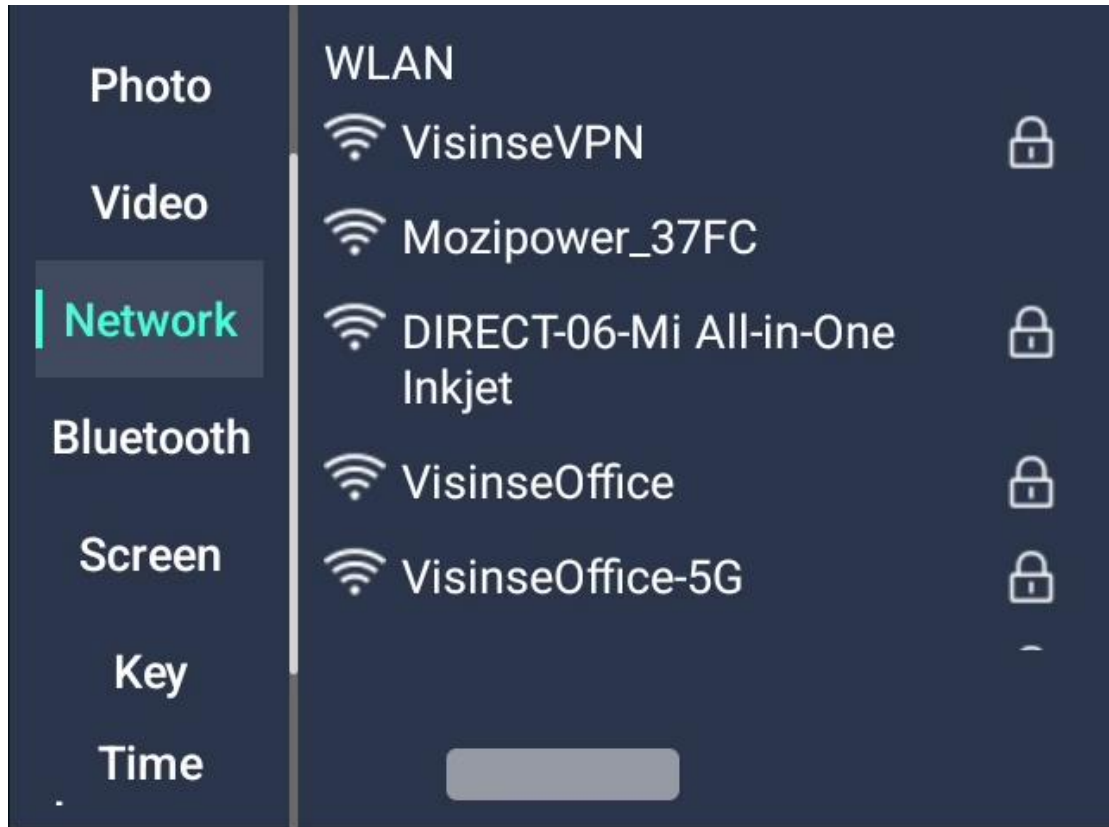 Photo
Video
Network
Bluetooth
Screen
Key
Time
WLAN
VisinseVPN
Mozipower_37FC
DIRECT-06-Mi All-in-One
Inkjet
VisinseOffice
VisinseOffice-5G